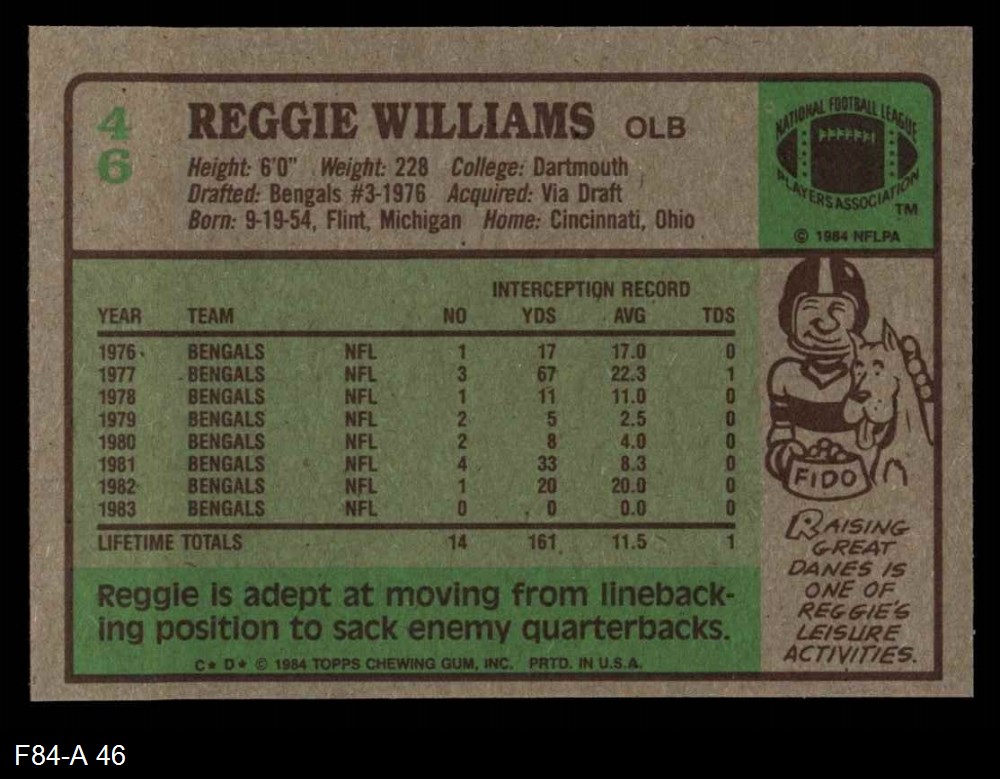 4
6
REGGIE WILLIAMS OLB
Height: 6'0" Weight: 228 College: Dartmouth
Drafted: Bengals #3-1976 Acquired: Via Draft
Born: 9-19-54, Flint, Michigan Home: Cincinnati, Ohio
NATIONAL FOOTBALL LEAGUE
PLAYERS ASSOCIATION
TM
© 1984 NFLPA
INTERCEPTION RECORD
YEAR TEAM NO YDS AVG TDS
1976 BENGALS NFL 1 17 17.0 0
1977 BENGALS NFL 3 67 22.3 1
1978 BENGALS NFL 1 11 11.0 0
1979 BENGALS NFL 2 5 2.5 0
1980 BENGALS NFL 2 8 4.0 0
1981 BENGALS NFL 4 33 8.3 0
1982 BENGALS NFL 1 20 20.0 0
1983 BENGALS NFL 0 0 0.0 0
LIFETIME TOTALS 14 161 11.5 1
Reggie is adept at moving from lineback-
ing position to sack enemy quarterbacks.
C* D* © 1984 TOPPS CHEWING GUM, INC. PRTD. IN U.S.A.
FIDO
RAISING
GREAT
DANES IS
ONE OF
REGGIE'S
LEISURE
ACTIVITIES.
F84-A 46